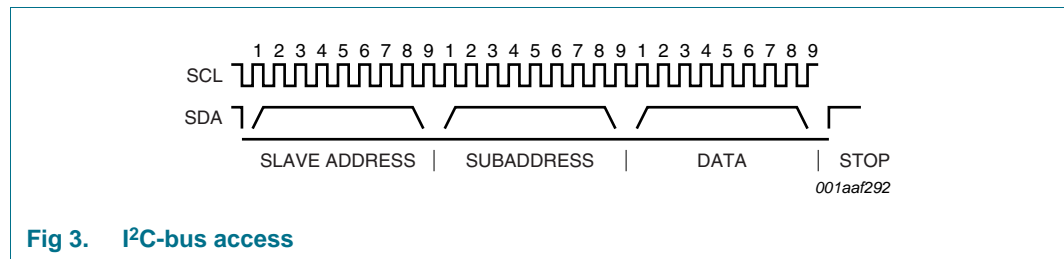 1 2 3 4 5 6 7 8 9 1 2 3 4 5 6 7 8 9 1 2 3 4 5 6 7 8 9
SCL
SDA
SLAVE ADDRESS | SUBADDRESS | DATA | STOP
001aaf292
Fig 3. I²C-bus access